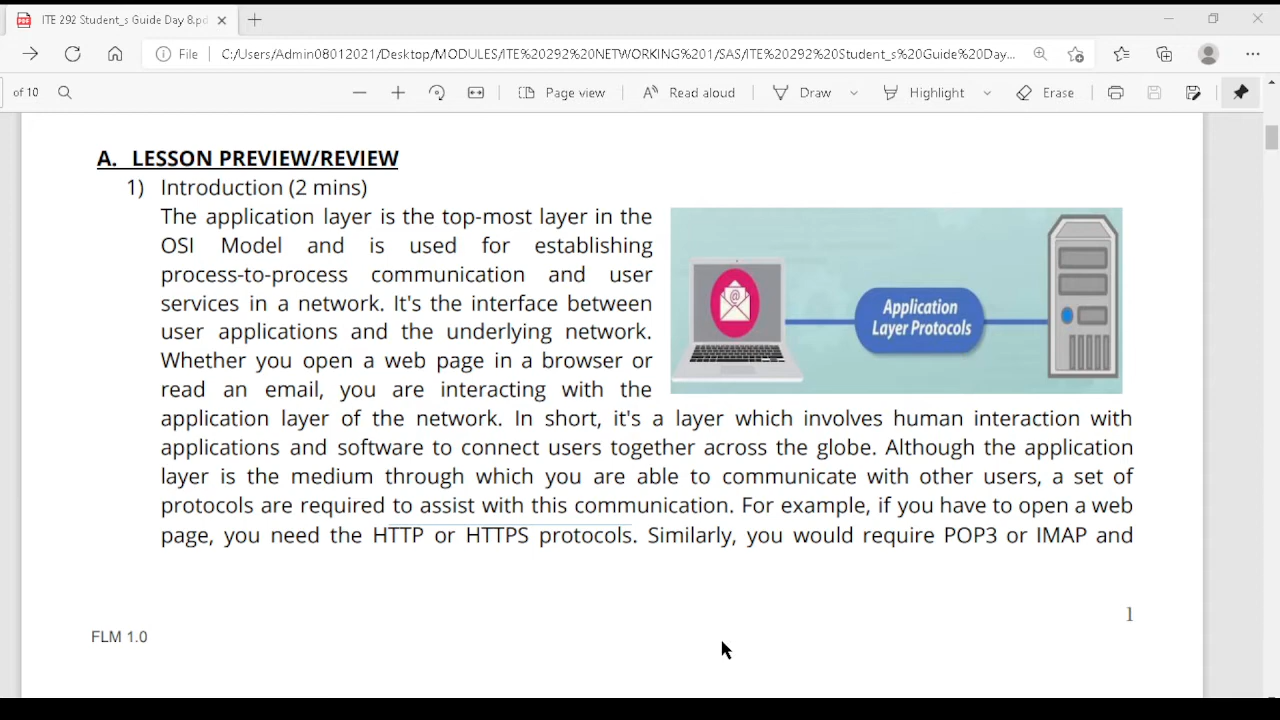 ITE 292 Student_s Guide Day 8.pd
File C:/Users/Admin08012021/Desktop/MODULES/ITE%20292%20NETWORKING%201/SAS/ITE%20292%20Student_s%20Guide%20Day...
of 10 Page view Read aloud Draw Highlight Erase
A. LESSON PREVIEW/REVIEW
1) Introduction (2 mins)
The application layer is the top-most layer in the
OSI Model and is used for establishing
process-to-process communication and user
services in a network. It's the interface between
user applications and the underlying network.
Whether you open a web page in a browser or
read an email, you are interacting with the
Application
Layer Protocols
application layer of the network. In short, it's a layer which involves human interaction with
applications and software to connect users together across the globe. Although the application
layer is the medium through which you are able to communicate with other users, a set of
protocols are required to assist with this communication. For example, if you have to open a web
page, you need the HTTP or HTTPS protocols. Similarly, you would require POP3 or IMAP and
1
FLM 1.0